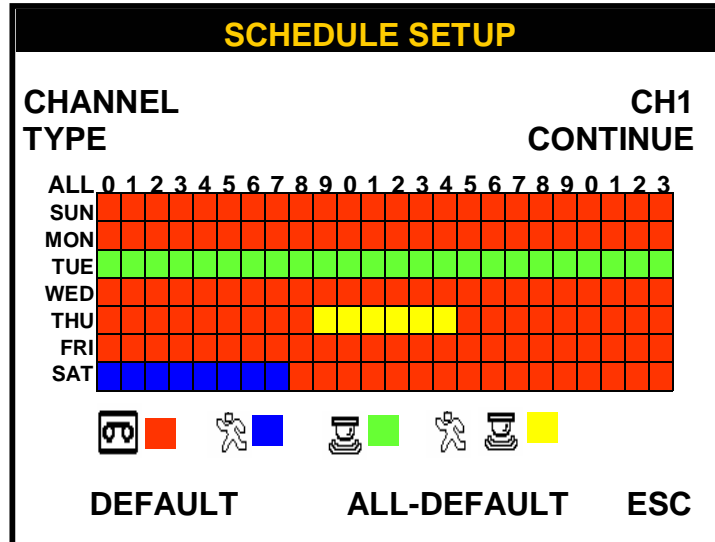 SCHEDULE SETUP
CHANNEL CH1
TYPE CONTINUE
ALL 0 1 2 3 4 5 6 7 8 9 0 1 2 3 4 5 6 7 8 9 0 1 2 3
SUN
MON
TUE
WED
THU
FRI
SAT
DEFAULT ALL-DEFAULT ESC